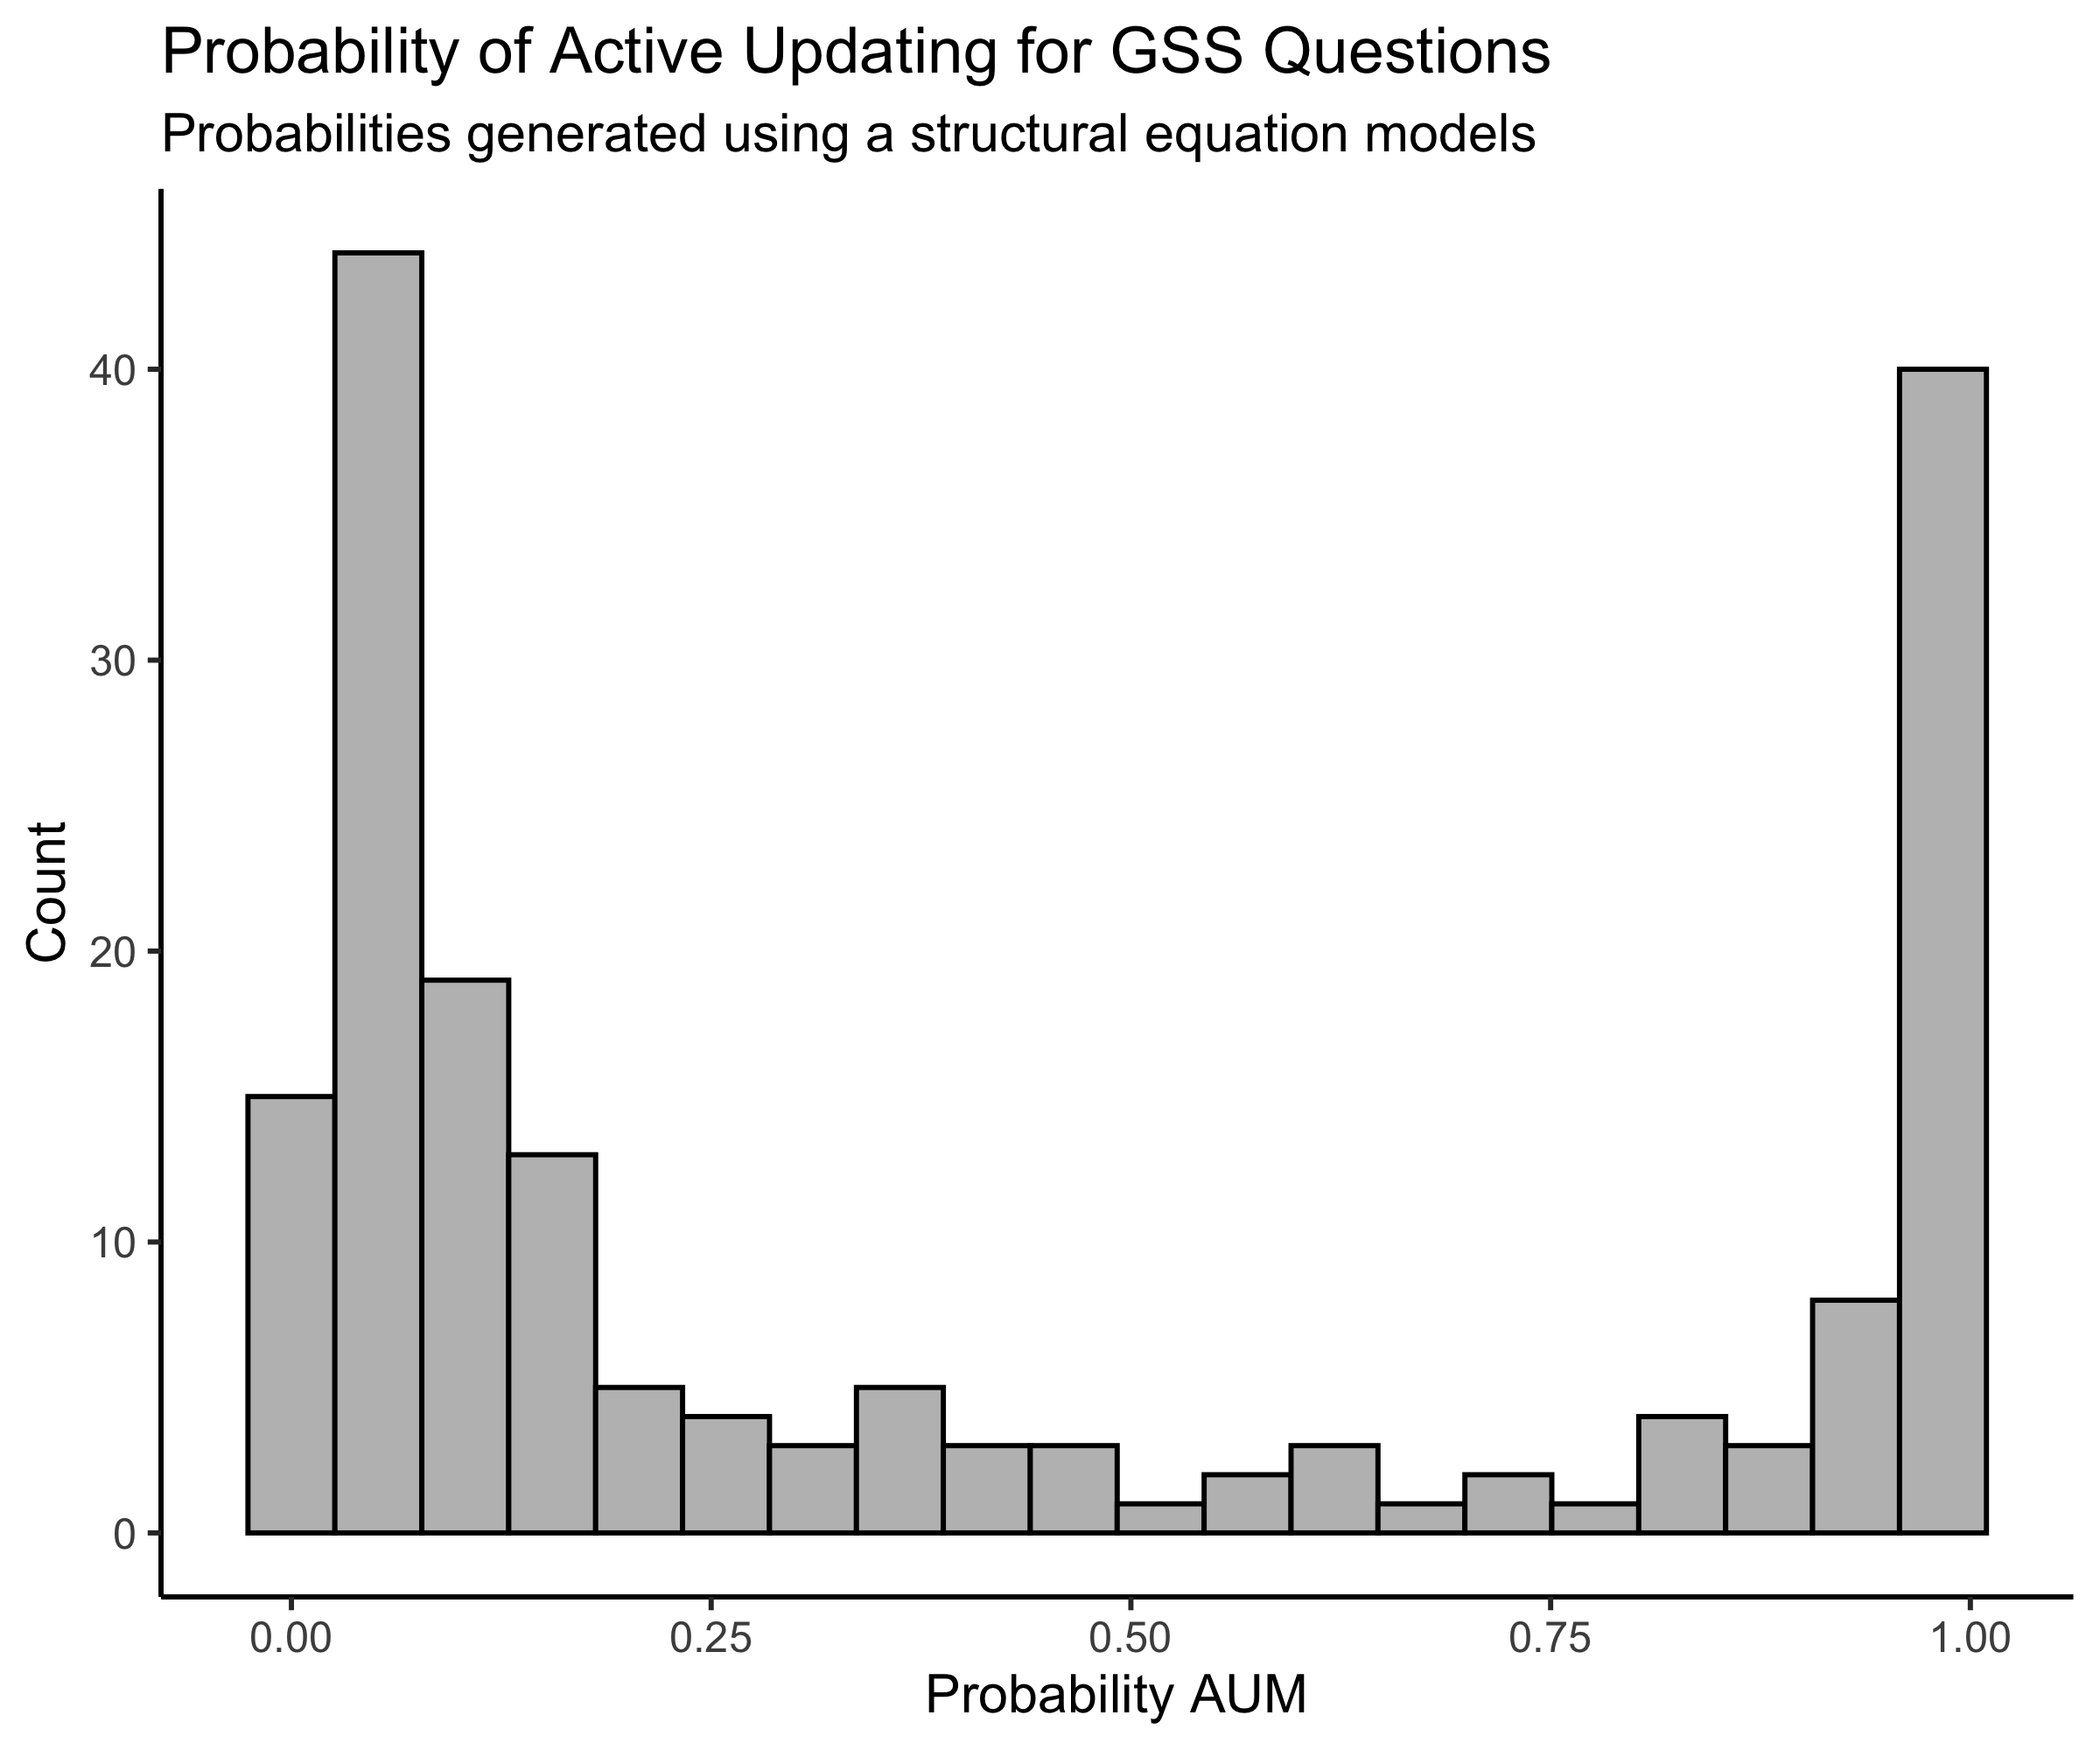 Probability of Active Updating for GSS Questions
Probabilities generated using a structural equation models
Count
40
30
20
10
0
0.00 0.25 0.50 0.75 1.00
Probability AUM